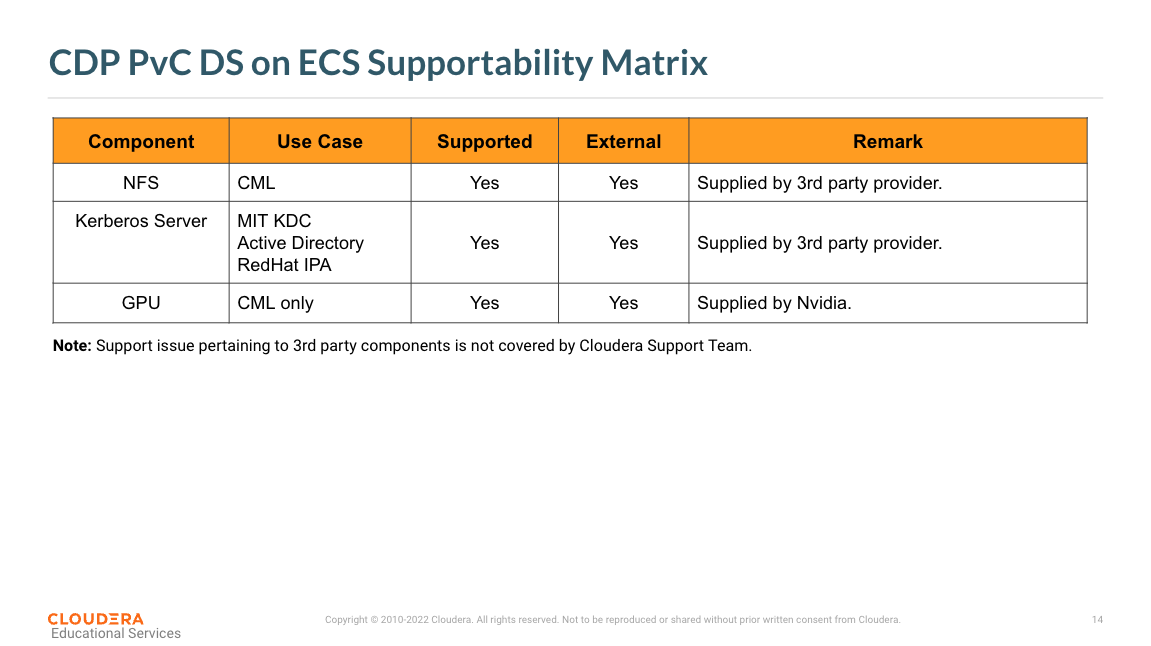 CDP PvC DS on ECS Supportability Matrix
Component Use Case Supported External Remark
NFS CML Yes Yes Supplied by 3rd party provider.
Kerberos Server MIT KDC
Active Directory Yes Yes Supplied by 3rd party provider.
RedHat IPA
GPU CML only Yes Yes Supplied by Nvidia.
Note: Support issue pertaining to 3rd party components is not covered by Cloudera Support Team.
CLOUDERA
Educational Services
Copyright © 2010-2022 Cloudera. All rights reserved. Not to be reproduced or shared without prior written consent from Cloudera.
14